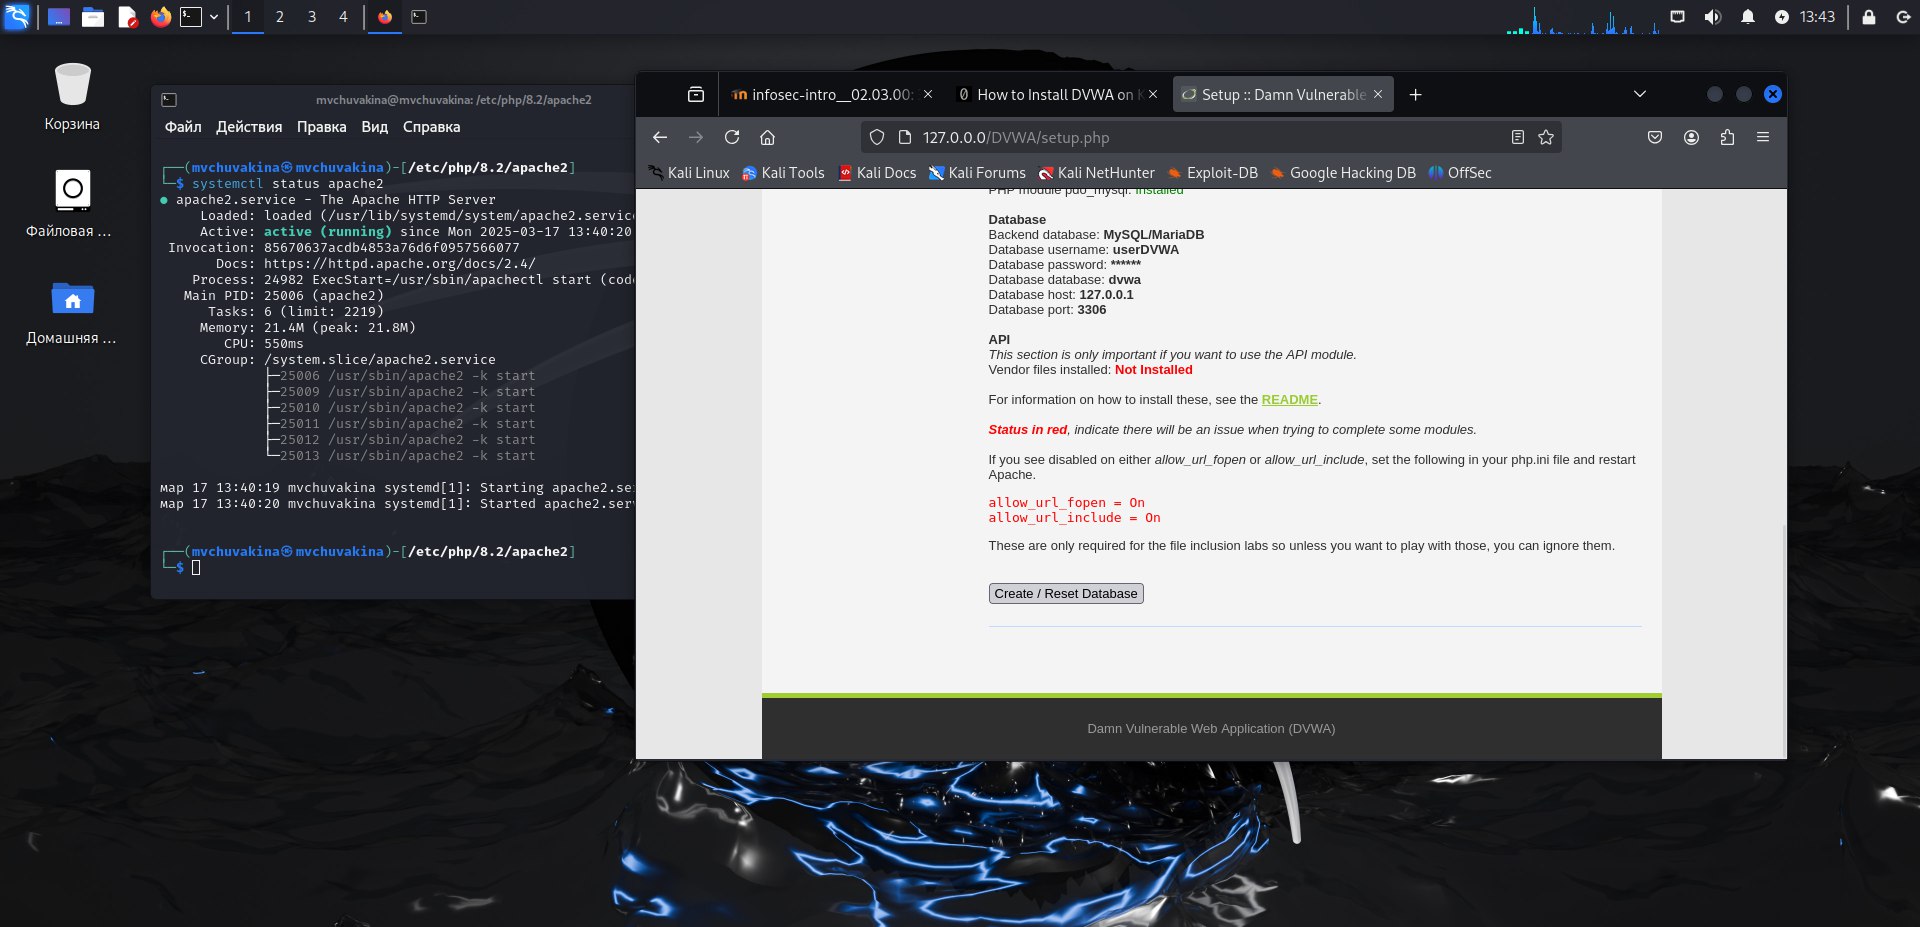 1 2 3 4
13:43
Корзина
Файловая ...
Домашняя ...
mvchuvakina@mvchuvakina: /etc/php/8.2/apache2
Файл Действия Правка Вид Справка
┌──(mvchuvakina㉿mvchuvakina)-[/etc/php/8.2/apache2]
└─$ systemctl status apache2
● apache2.service - The Apache HTTP Server
Loaded: loaded (/usr/lib/systemd/system/apache2.service
Active: active (running) since Mon 2025-03-17 13:40:20
Invocation: 85670637acdb4853a76d6f0957566077
Docs: https://httpd.apache.org/docs/2.4/
Process: 24982 ExecStart=/usr/sbin/apachectl start (code
Main PID: 25006 (apache2)
Tasks: 6 (limit: 2219)
Memory: 21.4M (peak: 21.8M)
CPU: 550ms
CGroup: /system.slice/apache2.service
├─25006 /usr/sbin/apache2 -k start
├─25009 /usr/sbin/apache2 -k start
├─25010 /usr/sbin/apache2 -k start
├─25011 /usr/sbin/apache2 -k start
├─25012 /usr/sbin/apache2 -k start
└─25013 /usr/sbin/apache2 -k start
мар 17 13:40:19 mvchuvakina systemd[1]: Starting apache2.se
мар 17 13:40:20 mvchuvakina systemd[1]: Started apache2.ser
┌──(mvchuvakina㉿mvchuvakina)-[/etc/php/8.2/apache2]
└─$
infosec-intro__02.03.00: How to Install DVWA on K Setup :: Damn Vulnerable
127.0.0.0/DVWA/setup.php
Kali Linux Kali Tools Kali Docs Kali Forums Kali NetHunter Exploit-DB Google Hacking DB OffSec
PHP module pdo_mysql: Installed
Database
Backend database: MySQL/MariaDB
Database username: userDVWA
Database password: ******
Database database: dvwa
Database host: 127.0.0.1
Database port: 3306
API
This section is only important if you want to use the API module.
Vendor files installed: Not Installed
For information on how to install these, see the README.
Status in red, indicate there will be an issue when trying to complete some modules.
If you see disabled on either allow_url_fopen or allow_url_include, set the following in your php.ini file and restart
Apache.
allow_url_fopen = On
allow_url_include = On
These are only required for the file inclusion labs so unless you want to play with those, you can ignore them.
Create / Reset Database
Damn Vulnerable Web Application (DVWA)